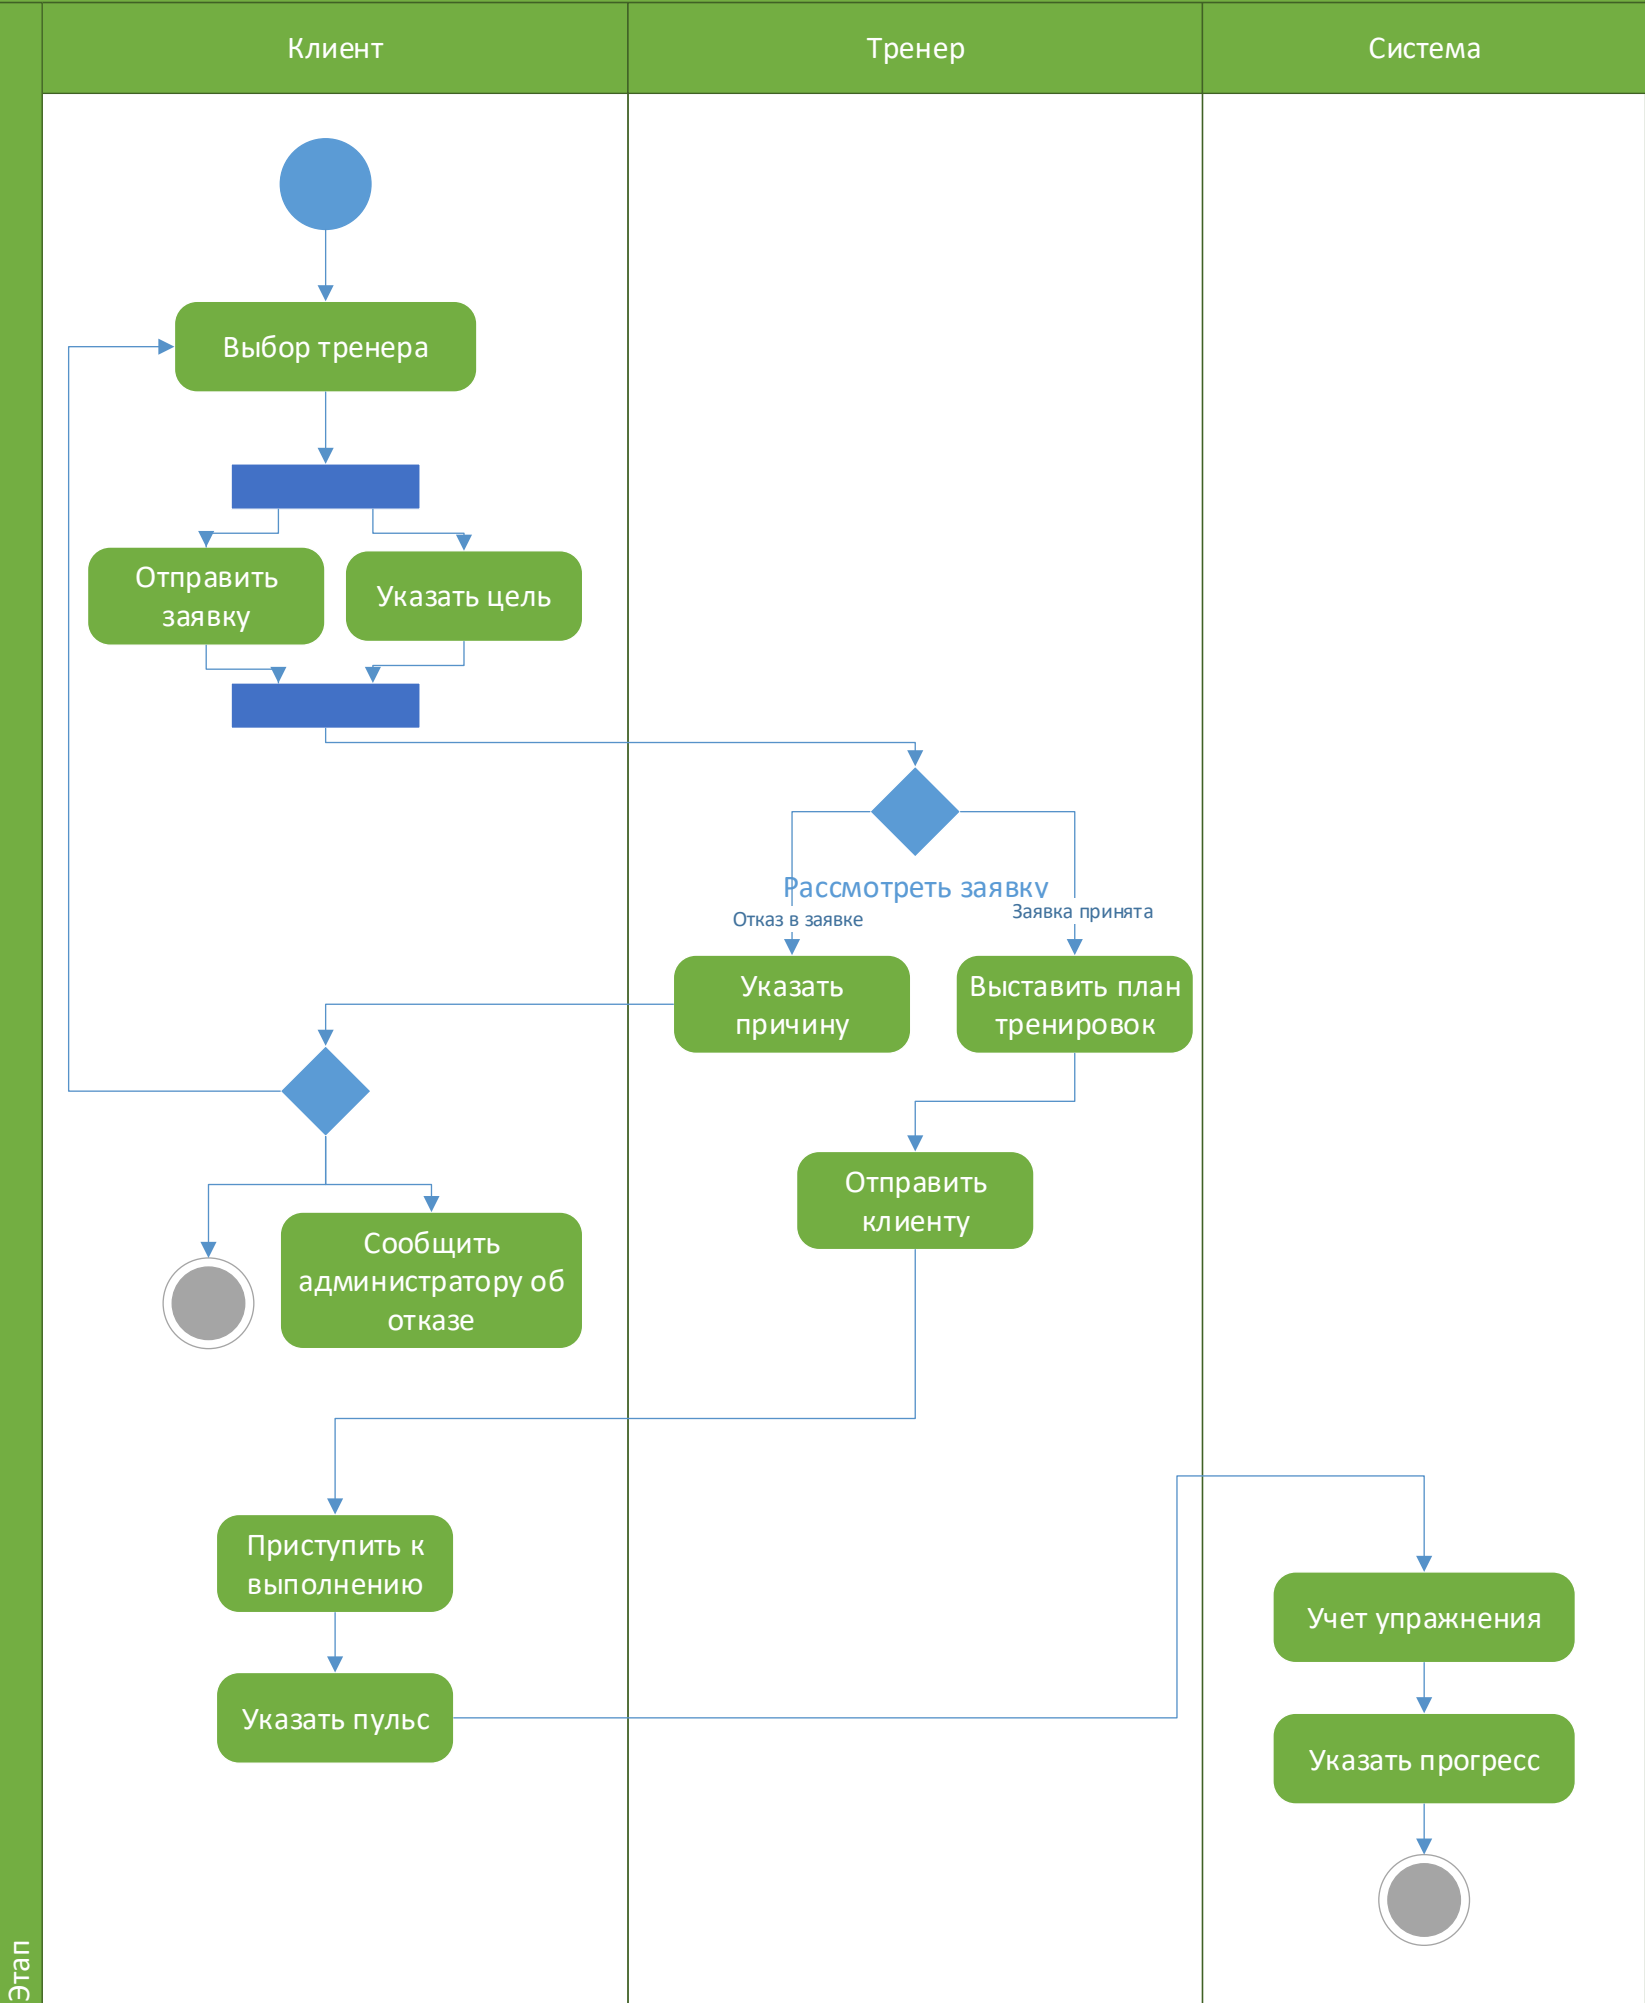 Клиент
Тренер
Система
Выбор тренера
Отправить
заявку
Указать цель
Рассмотреть заявку
Отказ в заявке
Заявка принята
Указать
причину
Выставить план
тренировок
Отправить
клиенту
Сообщить
администратору об
отказе
Приступить к
выполнению
Учет упражнения
Указать пульс
Указать прогресс
Этап